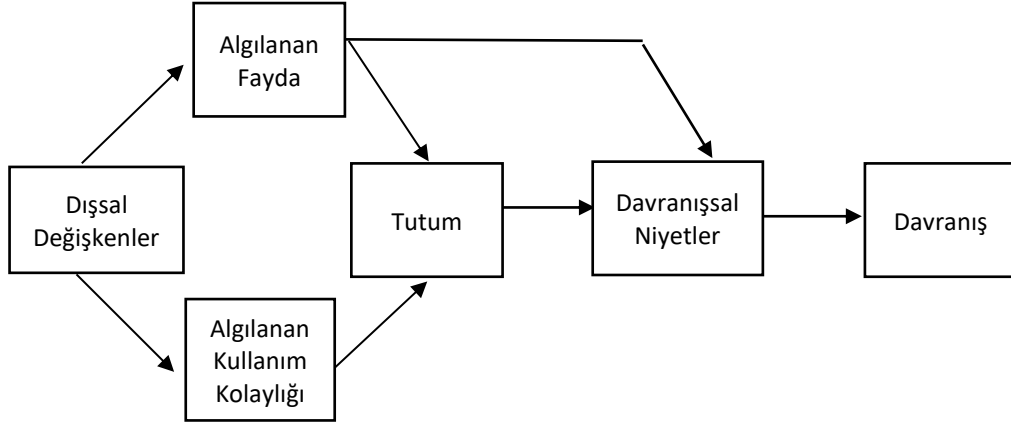 Algılanan
Fayda
Dışsal
Değişkenler
Tutum
Davranışsal
Niyetler
Davranış
Algılanan
Kullanım
Kolaylığı